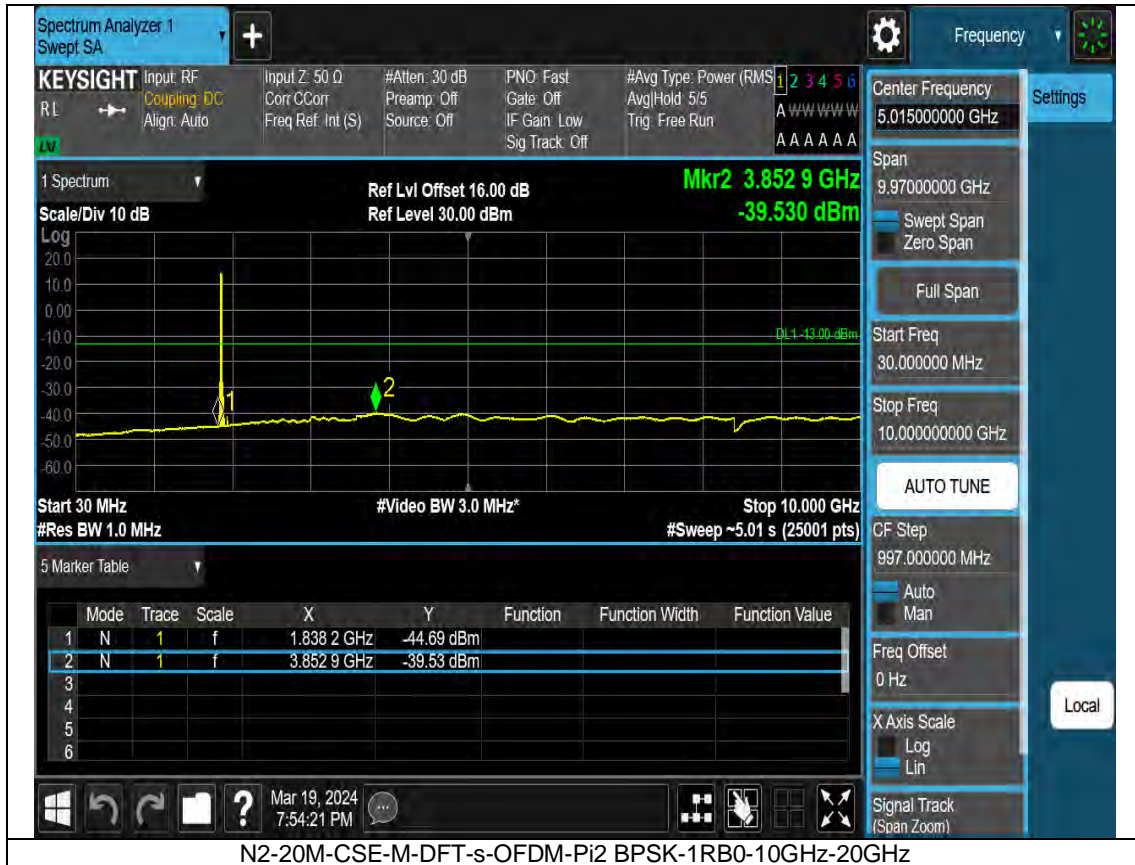 Spectrum Analyzer 1
Swept SA
+
Frequency
KEYSIGHT
Input: RF
Input Z: 50 Ω
#Atten: 30 dB
PNO: Fast
#Avg Type: Power (RMS
1 2 3 4 5 6
RL
Coupling: DC
Corr CCorr
Preamp: Off
Gate: Off
Avg|Hold: 5/5
A W W W W W
Align: Auto
Freq Ref: Int (S)
Source: Off
IF Gain: Low
Trig: Free Run
Sig Track: Off
A A A A A A
LXI
1 Spectrum
Ref Lvl Offset 16.00 dB
Mkr2 3.852 9 GHz
Scale/Div 10 dB
Ref Level 30.00 dBm
-39.530 dBm
Log
20.0
10.0
0.00
-10.0
DL1 -13.00 dBm
-20.0
-30.0
-40.0
-50.0
-60.0
1
2
Start 30 MHz
#Video BW 3.0 MHz*
Stop 10.000 GHz
#Res BW 1.0 MHz
#Sweep ~5.01 s (25001 pts)
5 Marker Table
Mode Trace Scale X Y Function Function Width Function Value
1 N 1 f 1.838 2 GHz -44.69 dBm
2 N 1 f 3.852 9 GHz -39.53 dBm
3
4
5
6
Mar 19, 2024
7:54:21 PM
?
Center Frequency
5.015000000 GHz
Settings
Span
9.97000000 GHz
Swept Span
Zero Span
Full Span
Start Freq
30.000000 MHz
Stop Freq
10.000000000 GHz
AUTO TUNE
CF Step
997.000000 MHz
Auto
Man
Freq Offset
0 Hz
X Axis Scale
Log
Lin
Local
Signal Track
(Span Zoom)
N2-20M-CSE-M-DFT-s-OFDM-Pi2 BPSK-1RB0-10GHz-20GHz